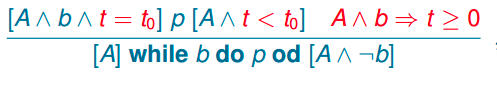 [A ∧ b ∧ t = t₀] p [A ∧ t < t₀] A ∧ b ⇒ t ≥ 0
[A] while b do p od [A ∧ ¬b] ,